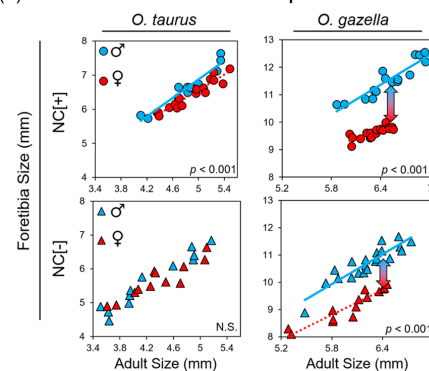 O. taurus
O. gazella
Foretibia Size (mm)
NC[+]
8
7
6
5
4
♂
♀
p < 0.001
3.4 3.8 4.2 4.6 5 5.4
13
12
11
10
9
8
p < 0.001
5.2 5.8 6.4
NC[-]
8
7
6
5
4
♂
♀
N.S.
3.4 3.8 4.2 4.6 5 5.4
Adult Size (mm)
13
12
11
10
9
8
p < 0.001
5.2 5.8 6.4
Adult Size (mm)